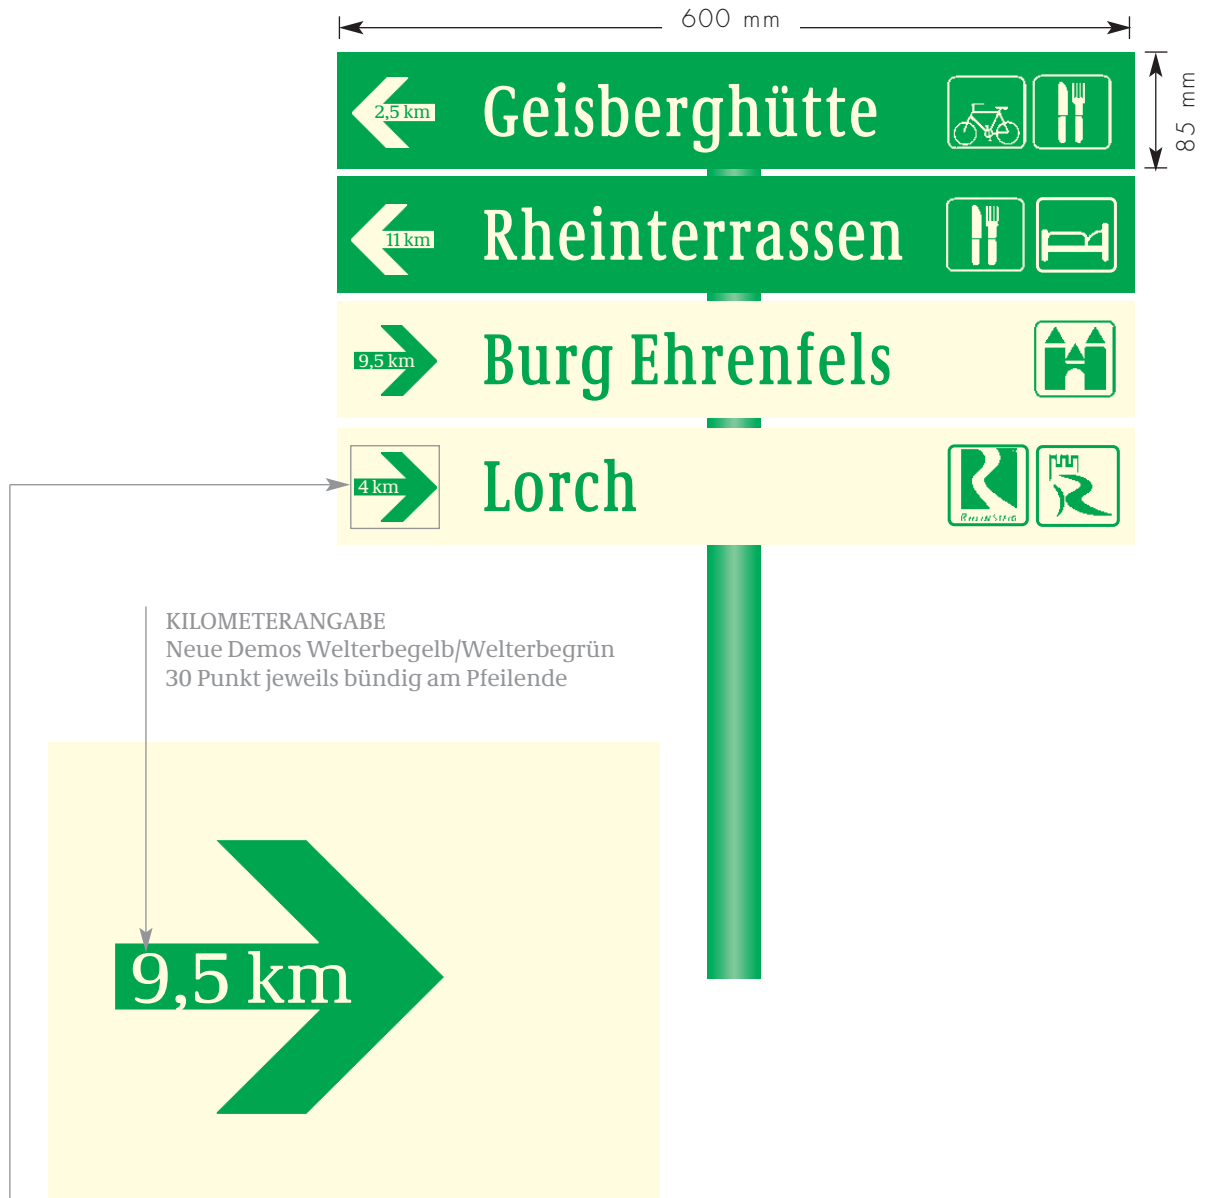 600 mm
85 mm
2,5 km Geisberghütte
11 km Rheinterrassen
9,5 km Burg Ehrenfels
4 km Lorch
RHEINSTEIG
KILOMETERANGABE
Neue Demos Welterbegelb/Welterbegrün
30 Punkt jeweils bündig am Pfeilende
9,5 km